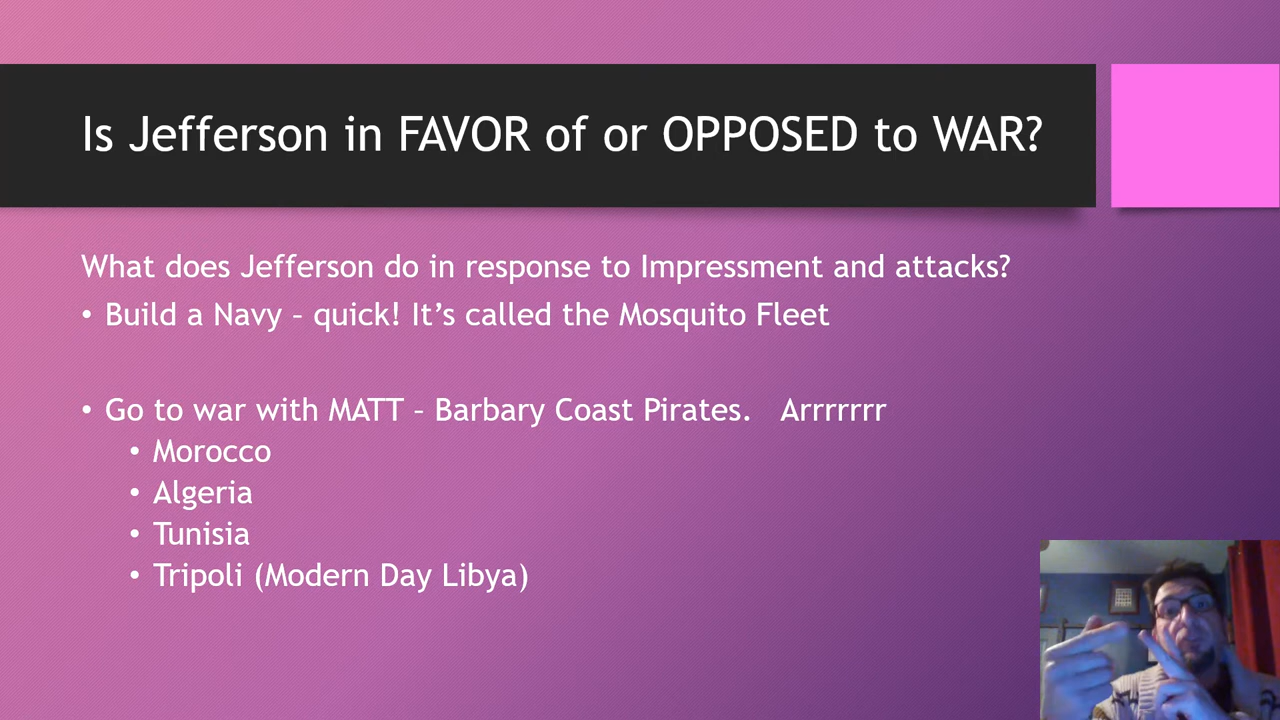 Is Jefferson in FAVOR of or OPPOSED to WAR?
What does Jefferson do in response to Impressment and attacks?
• Build a Navy – quick! It’s called the Mosquito Fleet
• Go to war with MATT – Barbary Coast Pirates.   Arrrrrrr
• Morocco
• Algeria
• Tunisia
• Tripoli (Modern Day Libya)